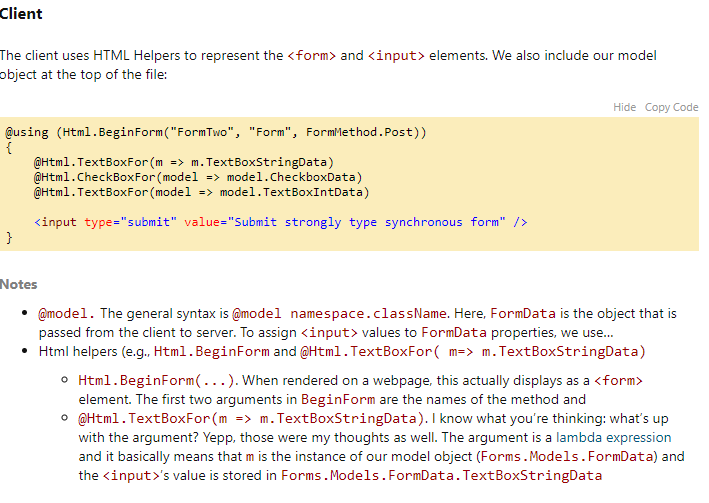 Client
The client uses HTML Helpers to represent the <form> and <input> elements. We also include our model
object at the top of the file:
Hide Copy Code
@using (Html.BeginForm("FormTwo", "Form", FormMethod.Post))
{
    @Html.TextBoxFor(m => m.TextBoxStringData)
    @Html.CheckBoxFor(model => model.CheckboxData)
    @Html.TextBoxFor(model => model.TextBoxIntData)

    <input type="submit" value="Submit strongly type synchronous form" />
}
Notes
• @model. The general syntax is @model namespace.className. Here, FormData is the object that is
passed from the client to server. To assign <input> values to FormData properties, we use...
• Html helpers (e.g., Html.BeginForm and @Html.TextBoxFor( m=> m.TextBoxStringData)
○ Html.BeginForm(...). When rendered on a webpage, this actually displays as a <form>
element. The first two arguments in BeginForm are the names of the method and
○ @Html.TextBoxFor(m => m.TextBoxStringData). I know what you're thinking: what's up
with the argument? Yepp, those were my thoughts as well. The argument is a lambda expression
and it basically means that m is the instance of our model object (Forms.Models.FormData) and
the <input>'s value is stored in Forms.Models.FormData.TextBoxStringData